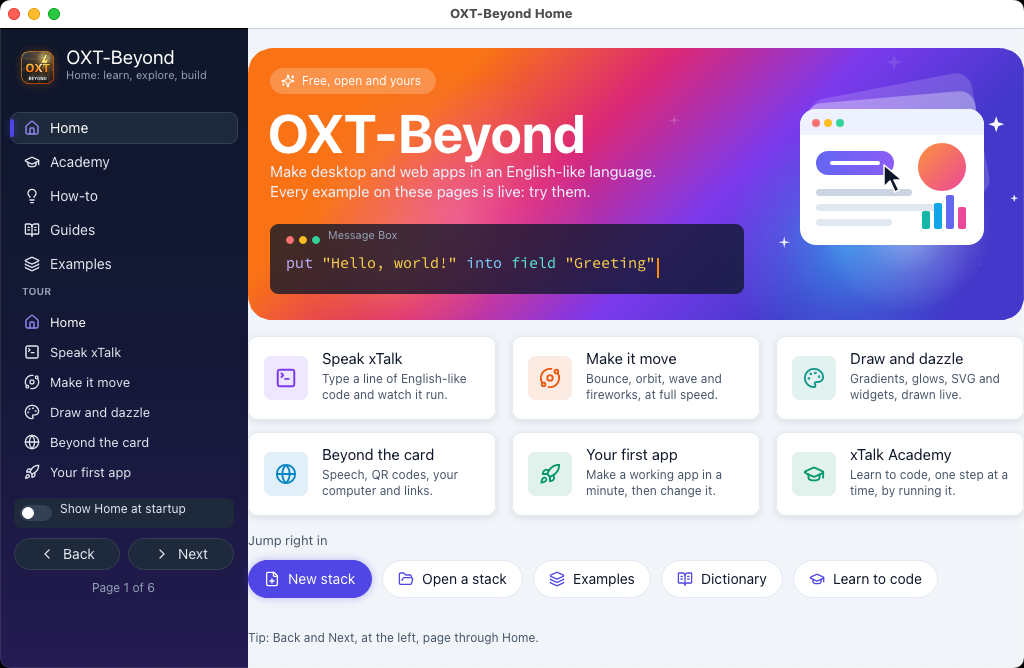 OXT-Beyond Home
OXT
BEYOND
OXT-Beyond
Home: learn, explore, build
Home
Academy
How-to
Guides
Examples
TOUR
Home
Speak xTalk
Make it move
Draw and dazzle
Beyond the card
Your first app
Show Home at startup
Back
Next
Page 1 of 6
Free, open and yours
OXT-Beyond
Make desktop and web apps in an English-like language.
Every example on these pages is live: try them.
Message Box
put "Hello, world!" into field "Greeting"
Speak xTalk
Type a line of English-like
code and watch it run.
Make it move
Bounce, orbit, wave and
fireworks, at full speed.
Draw and dazzle
Gradients, glows, SVG and
widgets, drawn live.
Beyond the card
Speech, QR codes, your
computer and links.
Your first app
Make a working app in a
minute, then change it.
xTalk Academy
Learn to code, one step at a
time, by running it.
Jump right in
New stack
Open a stack
Examples
Dictionary
Learn to code
Tip: Back and Next, at the left, page through Home.